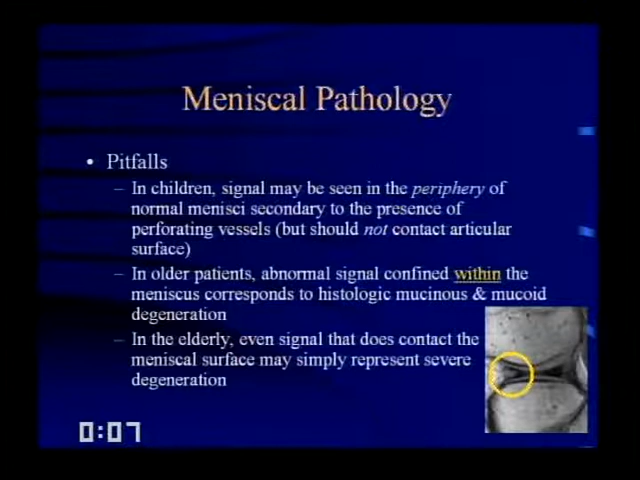 Meniscal Pathology
• Pitfalls
– In children, signal may be seen in the periphery of
normal menisci secondary to the presence of
perforating vessels (but should not contact articular
surface)
– In older patients, abnormal signal confined within the
meniscus corresponds to histologic mucinous & mucoid
degeneration
– In the elderly, even signal that does contact the
meniscal surface may simply represent severe
degeneration
0:07